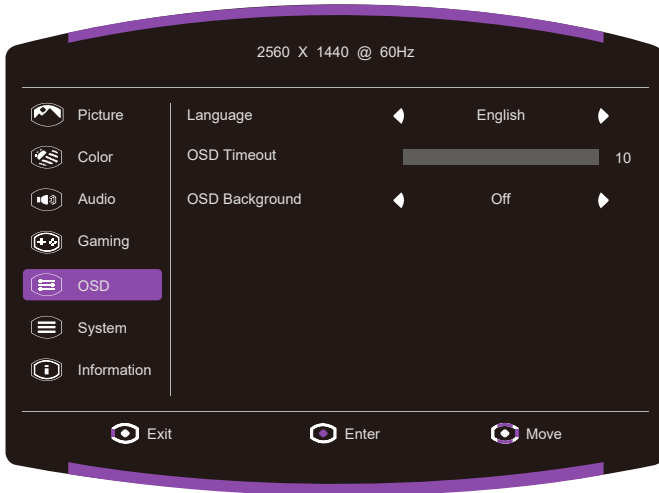 2560 X 1440 @ 60Hz
Picture
Color
Audio
Gaming
OSD
System
Information
Language English
OSD Timeout 10
OSD Background Off
Exit Enter Move